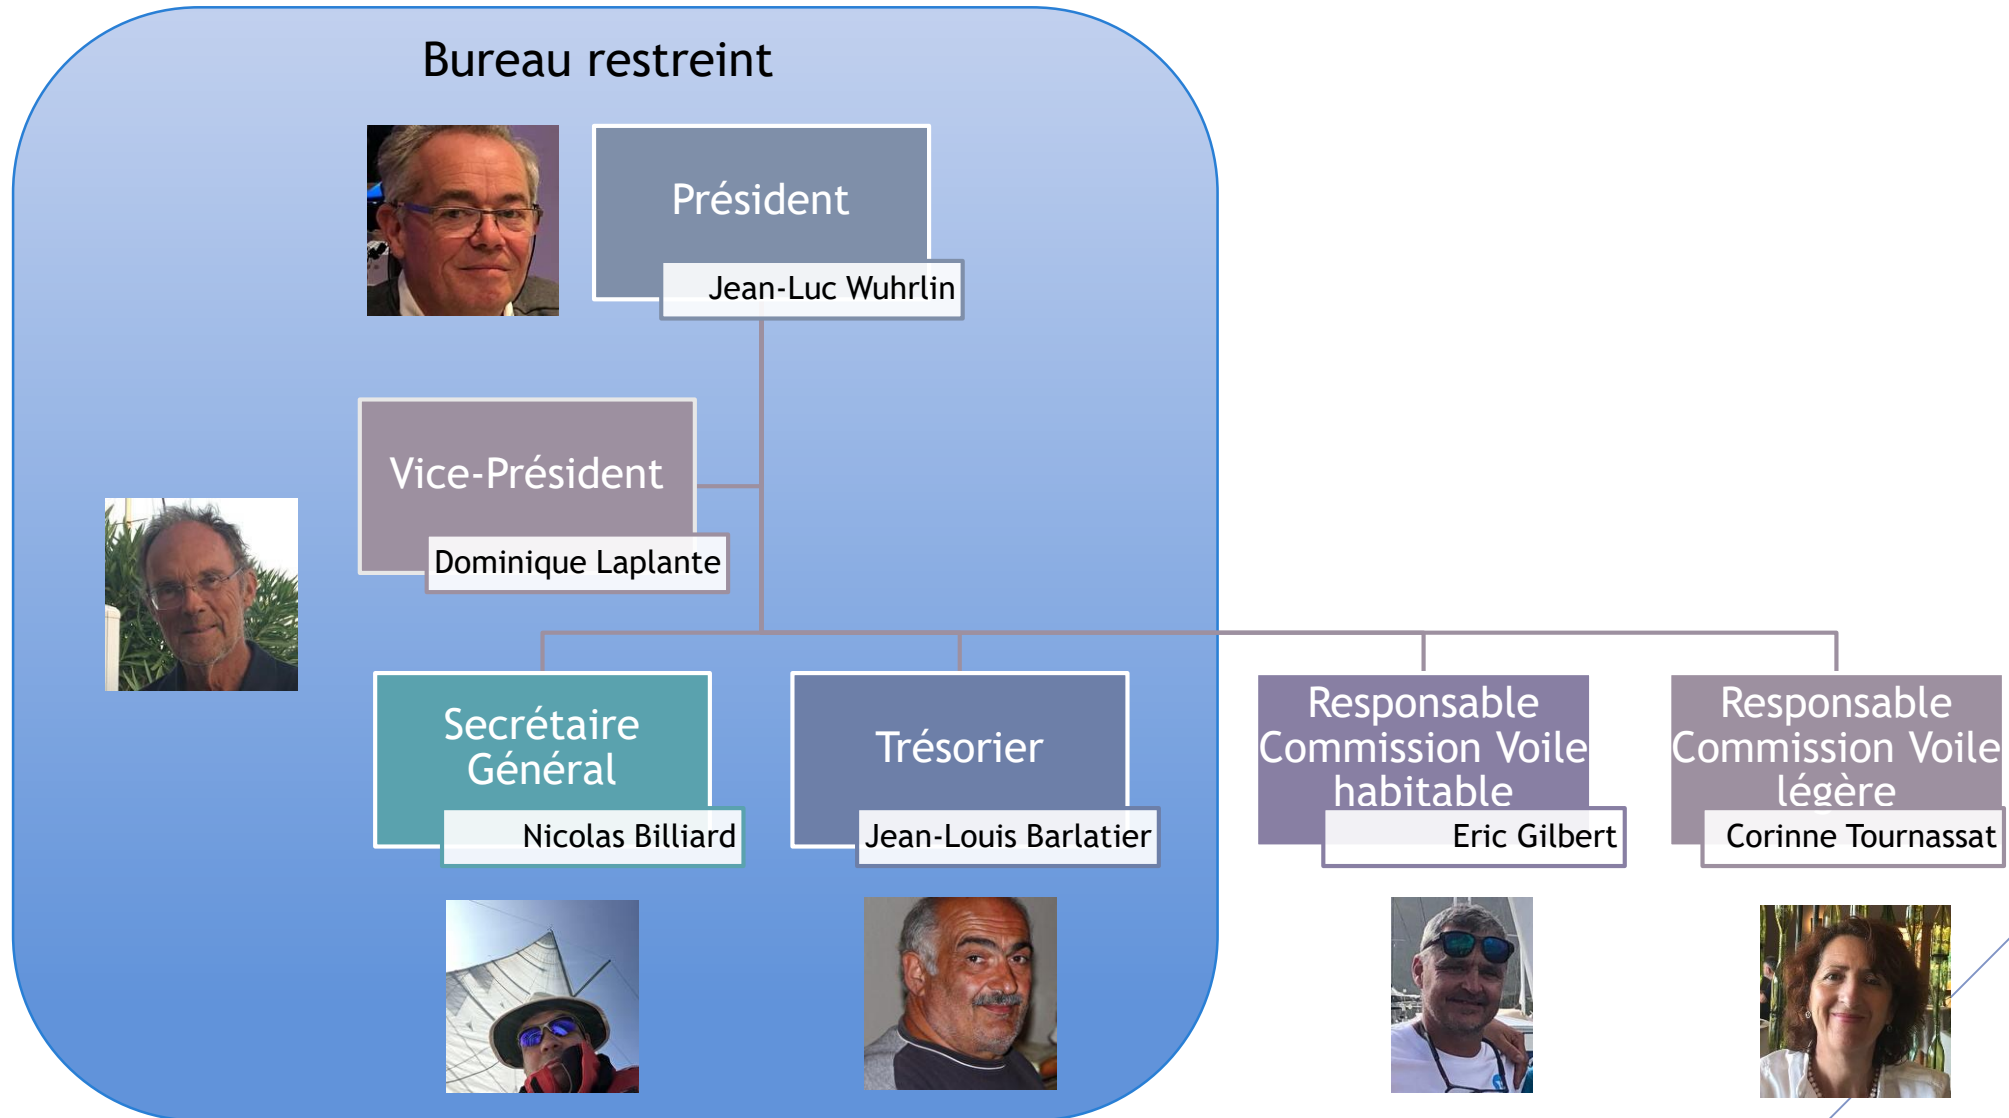 Bureau restreint
Président
Jean-Luc Wuhrlin
Vice-Président
Dominique Laplante
Secrétaire
Général
Nicolas Billiard
Trésorier
Jean-Louis Barlatier
Responsable
Commission Voile
habitable
Eric Gilbert
Responsable
Commission Voile
légère
Corinne Tournassat